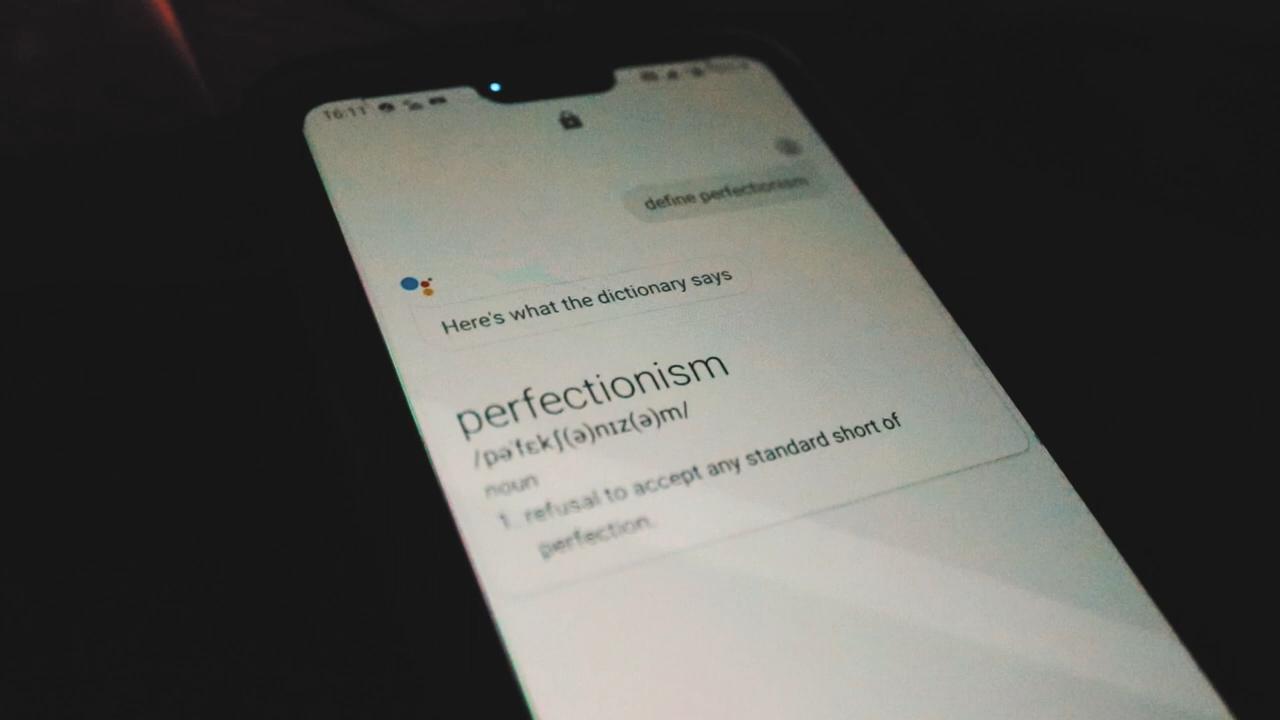 16:11
define perfectionism
Here's what the dictionary says
perfectionism
/pəˈfɛkʃ(ə)nɪz(ə)m/
noun
1. refusal to accept any standard short of
perfection.